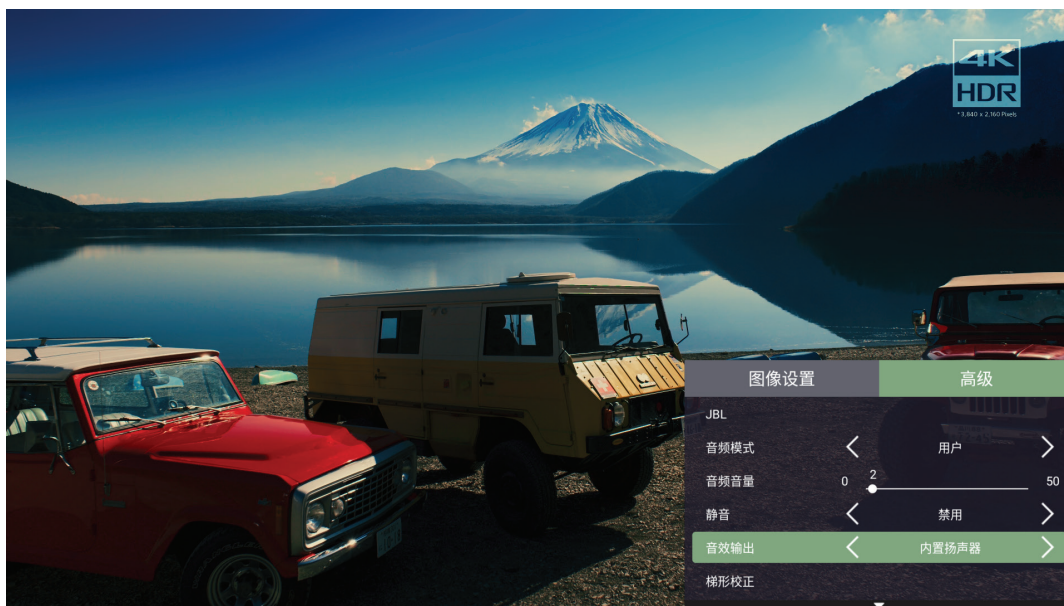 4K
HDR
*3,840 x 2,160 Pixels
图像设置 高级
JBL
音频模式 用户
音频音量 0 2 50
静音 禁用
音效输出 内置扬声器
梯形校正